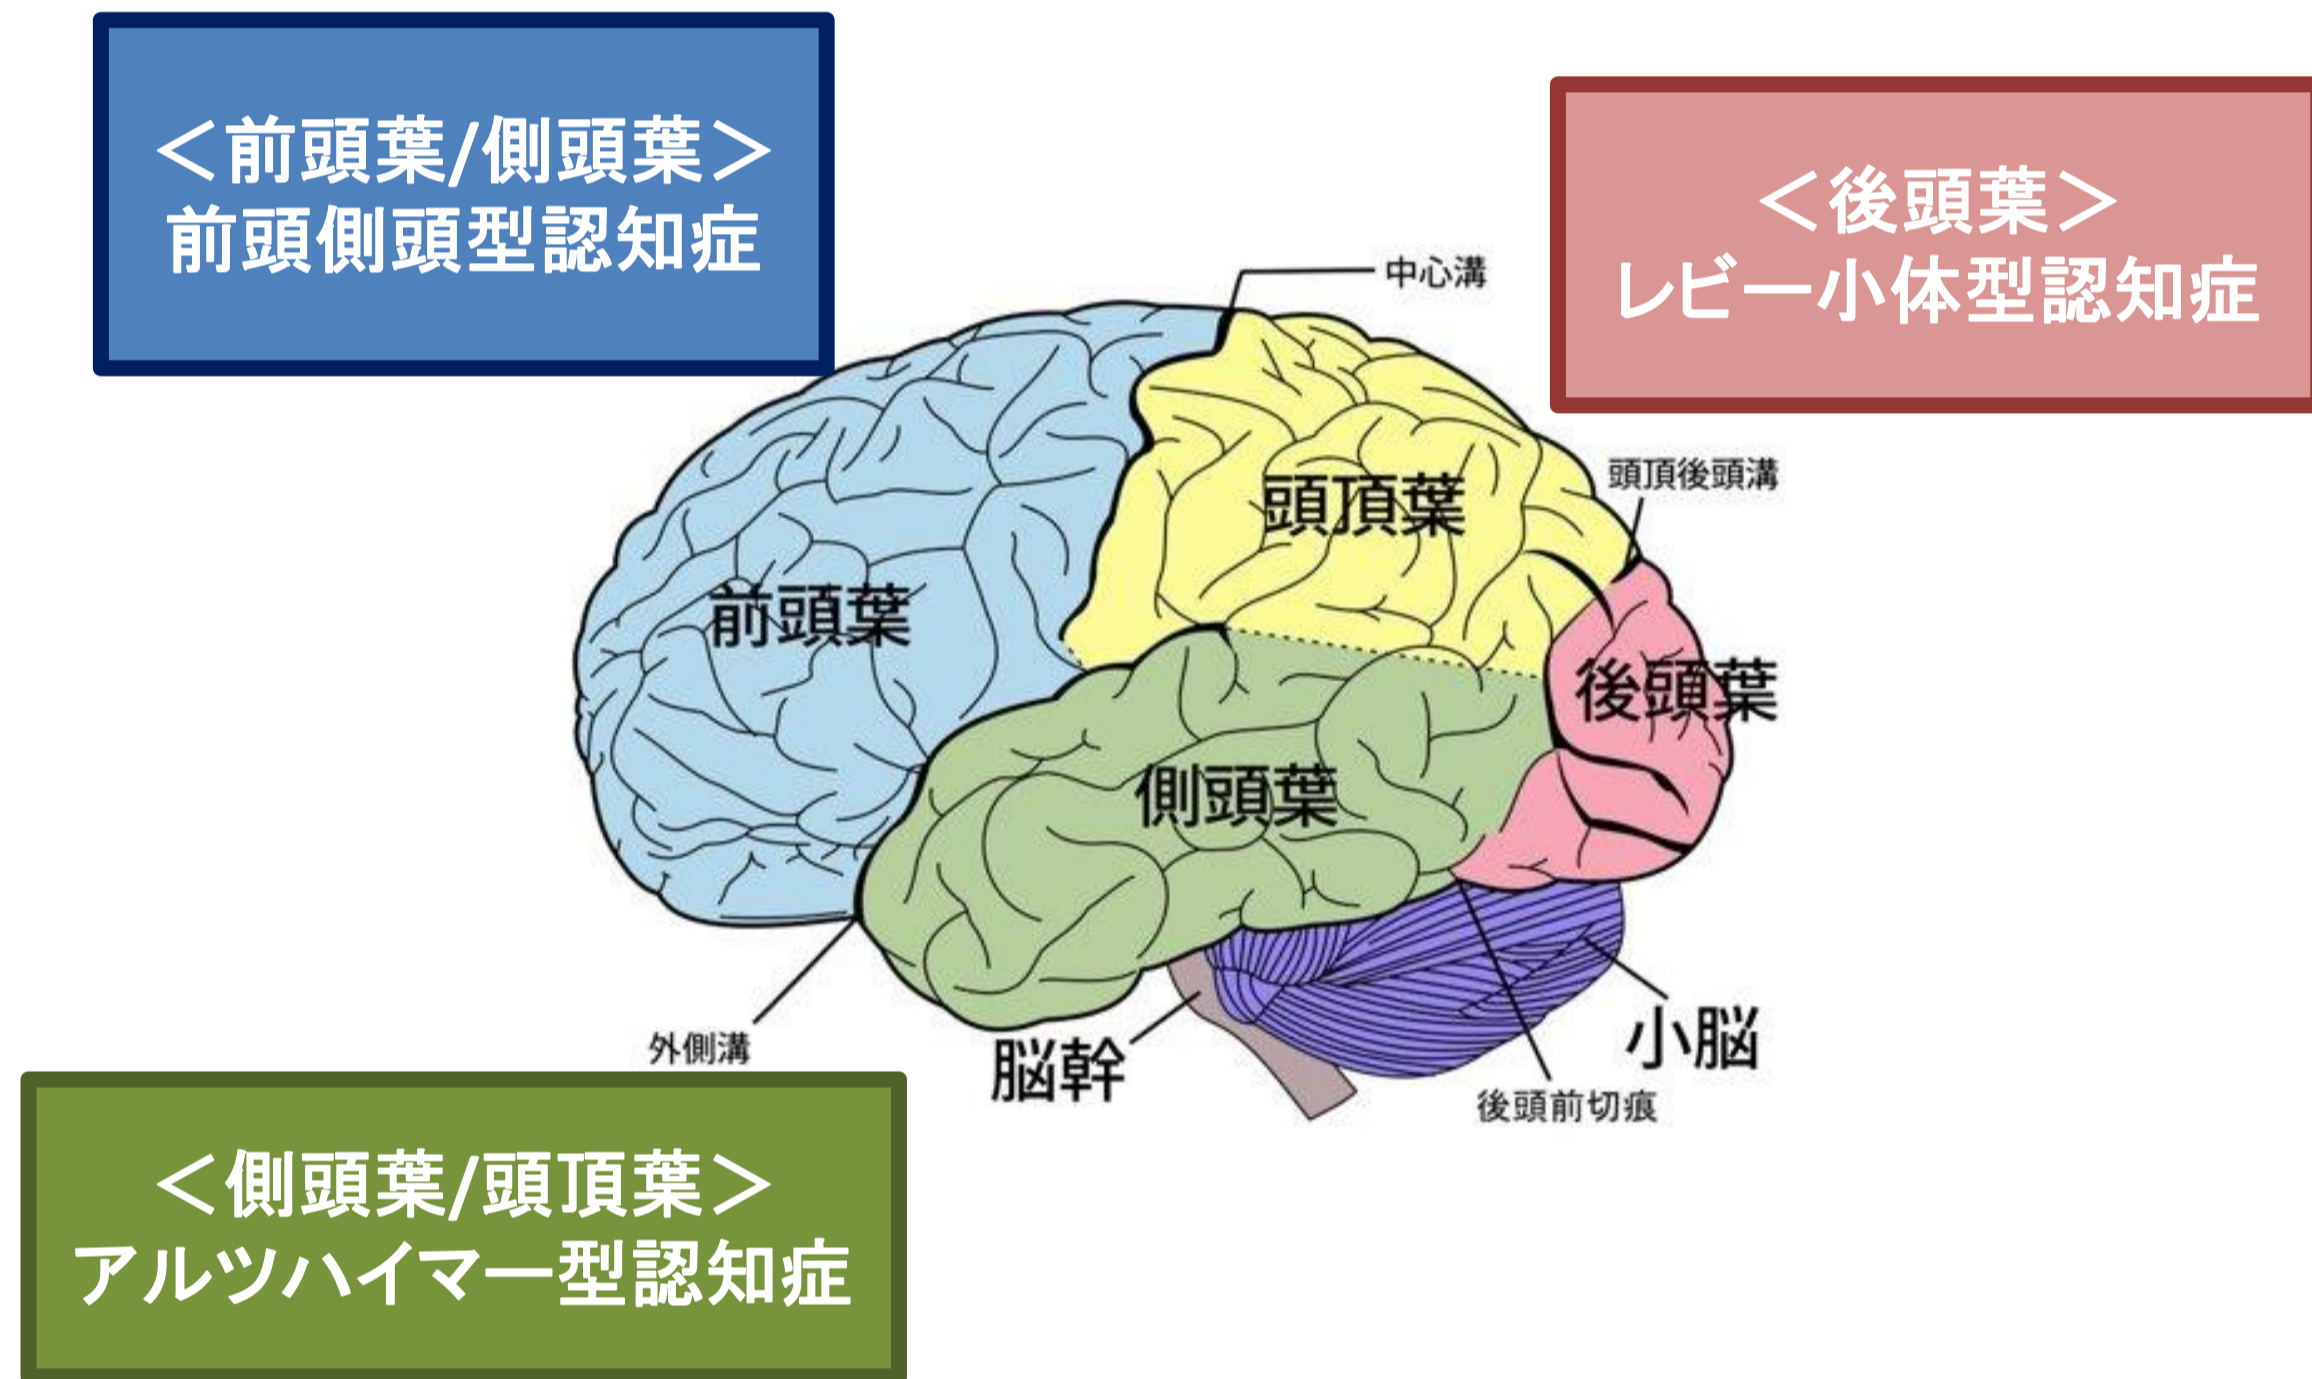 ＜前頭葉/側頭葉＞
前頭側頭型認知症
＜後頭葉＞
レビー小体型認知症
中心溝
頭頂後頭溝
頭頂葉
前頭葉
後頭葉
側頭葉
外側溝
脳幹
小脳
後頭前切痕
＜側頭葉/頭頂葉＞
アルツハイマー型認知症